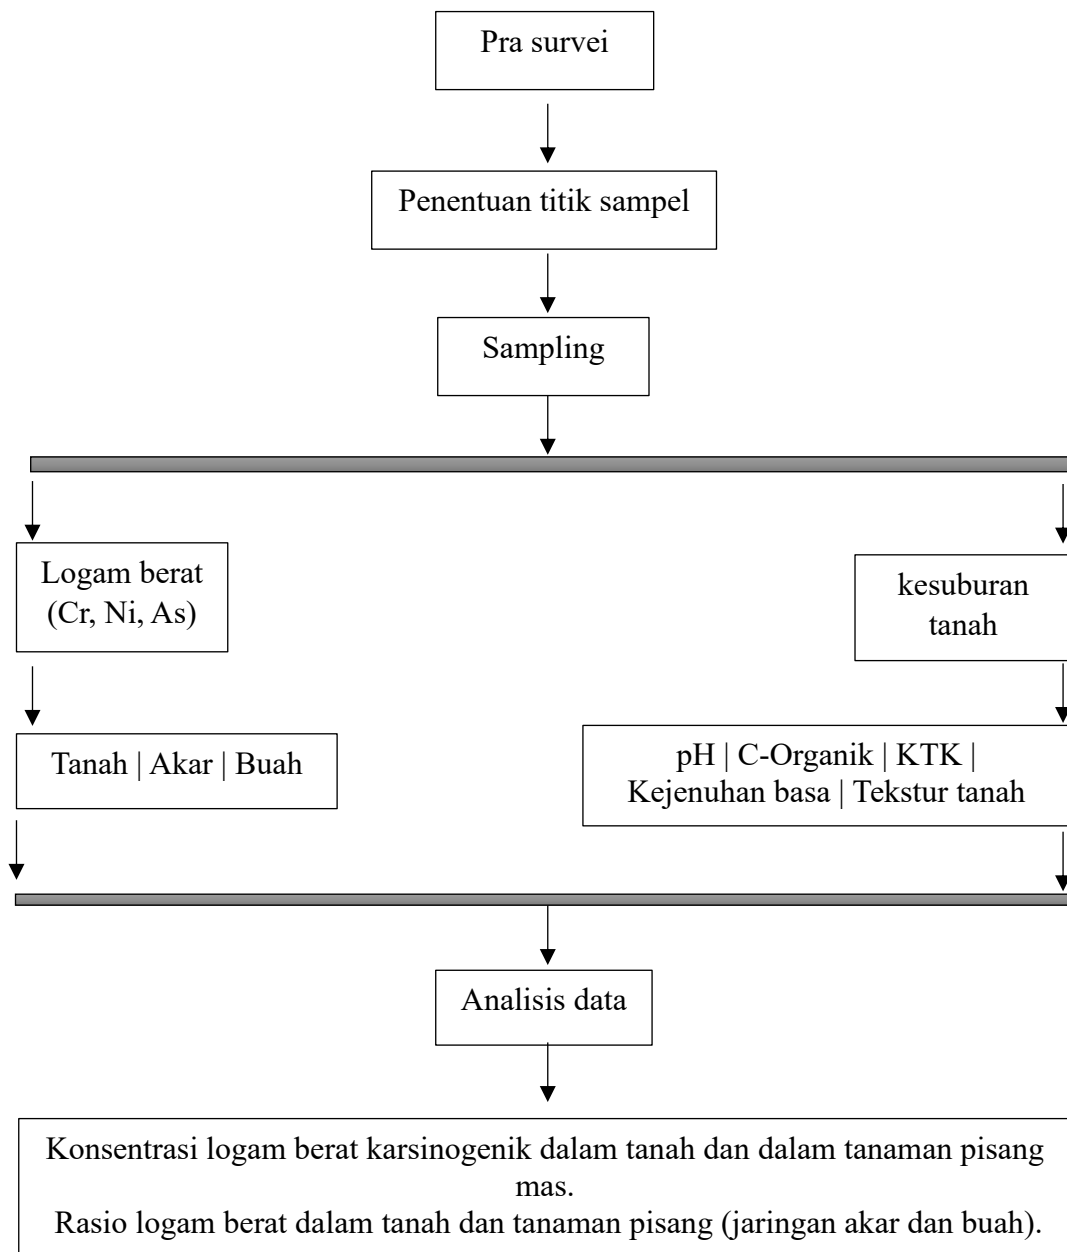 Pra survei
Penentuan titik sampel
Sampling
Logam berat
(Cr, Ni, As)
kesuburan
tanah
Tanah | Akar | Buah
pH | C-Organik | KTK |
Kejenuhan basa | Tekstur tanah
Analisis data
Konsentrasi logam berat karsinogenik dalam tanah dan dalam tanaman pisang
mas.
Rasio logam berat dalam tanah dan tanaman pisang (jaringan akar dan buah).